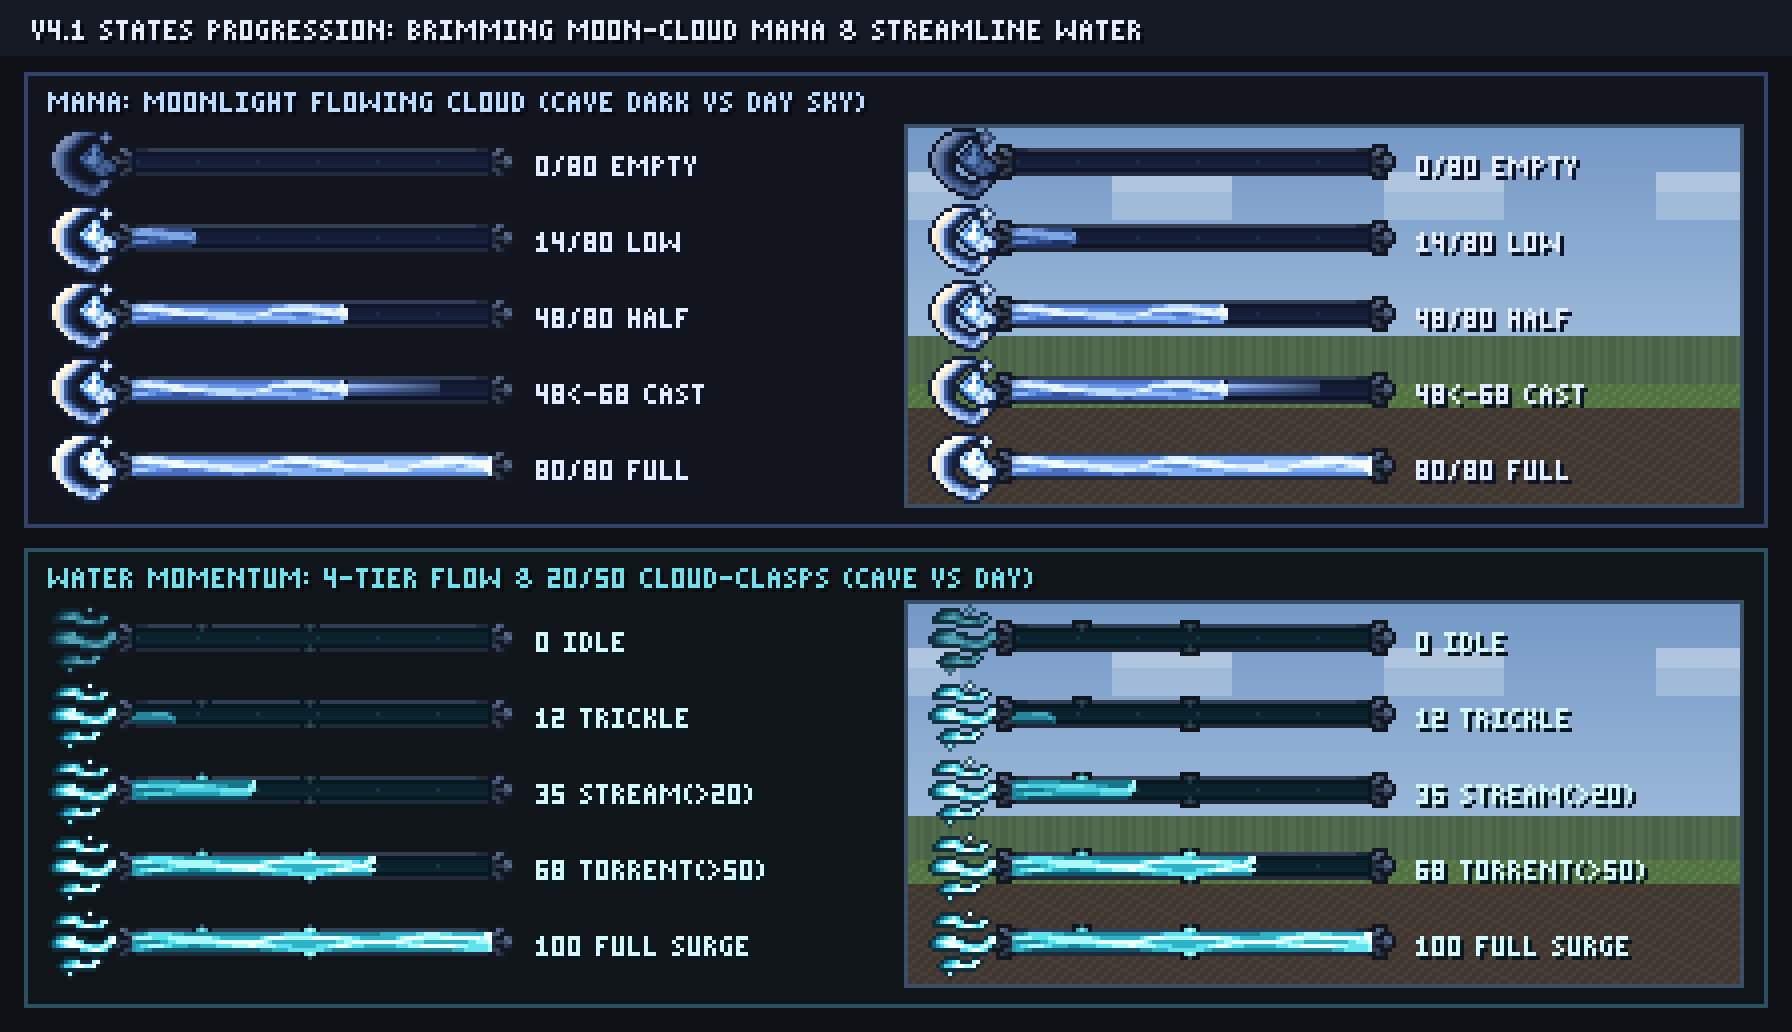 V4.1 STATES PROGRESSION: BRIMMING MOON-CLOUD MANA & STREAMLINE WATER
MANA: MOONLIGHT FLOWING CLOUD (CAVE DARK VS DAY SKY)
0/80 EMPTY
0/80 EMPTY
14/80 LOW
14/80 LOW
48/80 HALF
48/80 HALF
48<-68 CAST
48<-68 CAST
80/80 FULL
80/80 FULL
WATER MOMENTUM: 4-TIER FLOW & 20/50 CLOUD-CLASPS (CAVE VS DAY)
0 IDLE
0 IDLE
12 TRICKLE
12 TRICKLE
35 STREAM(>20)
35 STREAM(>20)
68 TORRENT(>50)
68 TORRENT(>50)
100 FULL SURGE
100 FULL SURGE